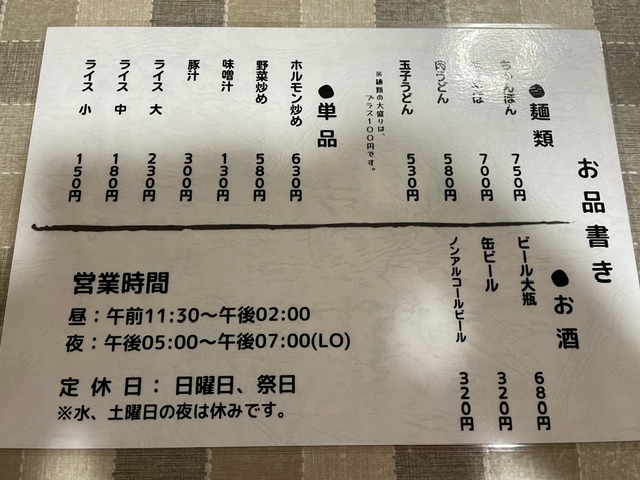 お品書き
●麺類
ちゃんぽん 750円
700円
肉うどん 580円
玉子うどん 530円
※麺類の大盛りは、
プラス100円です。
●単品
ホルモン炒め 630円
野菜炒め 580円
味噌汁 130円
豚汁 300円
ライス 大 230円
ライス 中 180円
ライス 小 150円
●お酒
ビール大瓶 680円
缶ビール 320円
ノンアルコールビール 320円
営業時間
昼：午前11:30～午後02:00
夜：午後05:00～午後07:00(LO)
定休日：日曜日、祭日
※水、土曜日の夜は休みです。